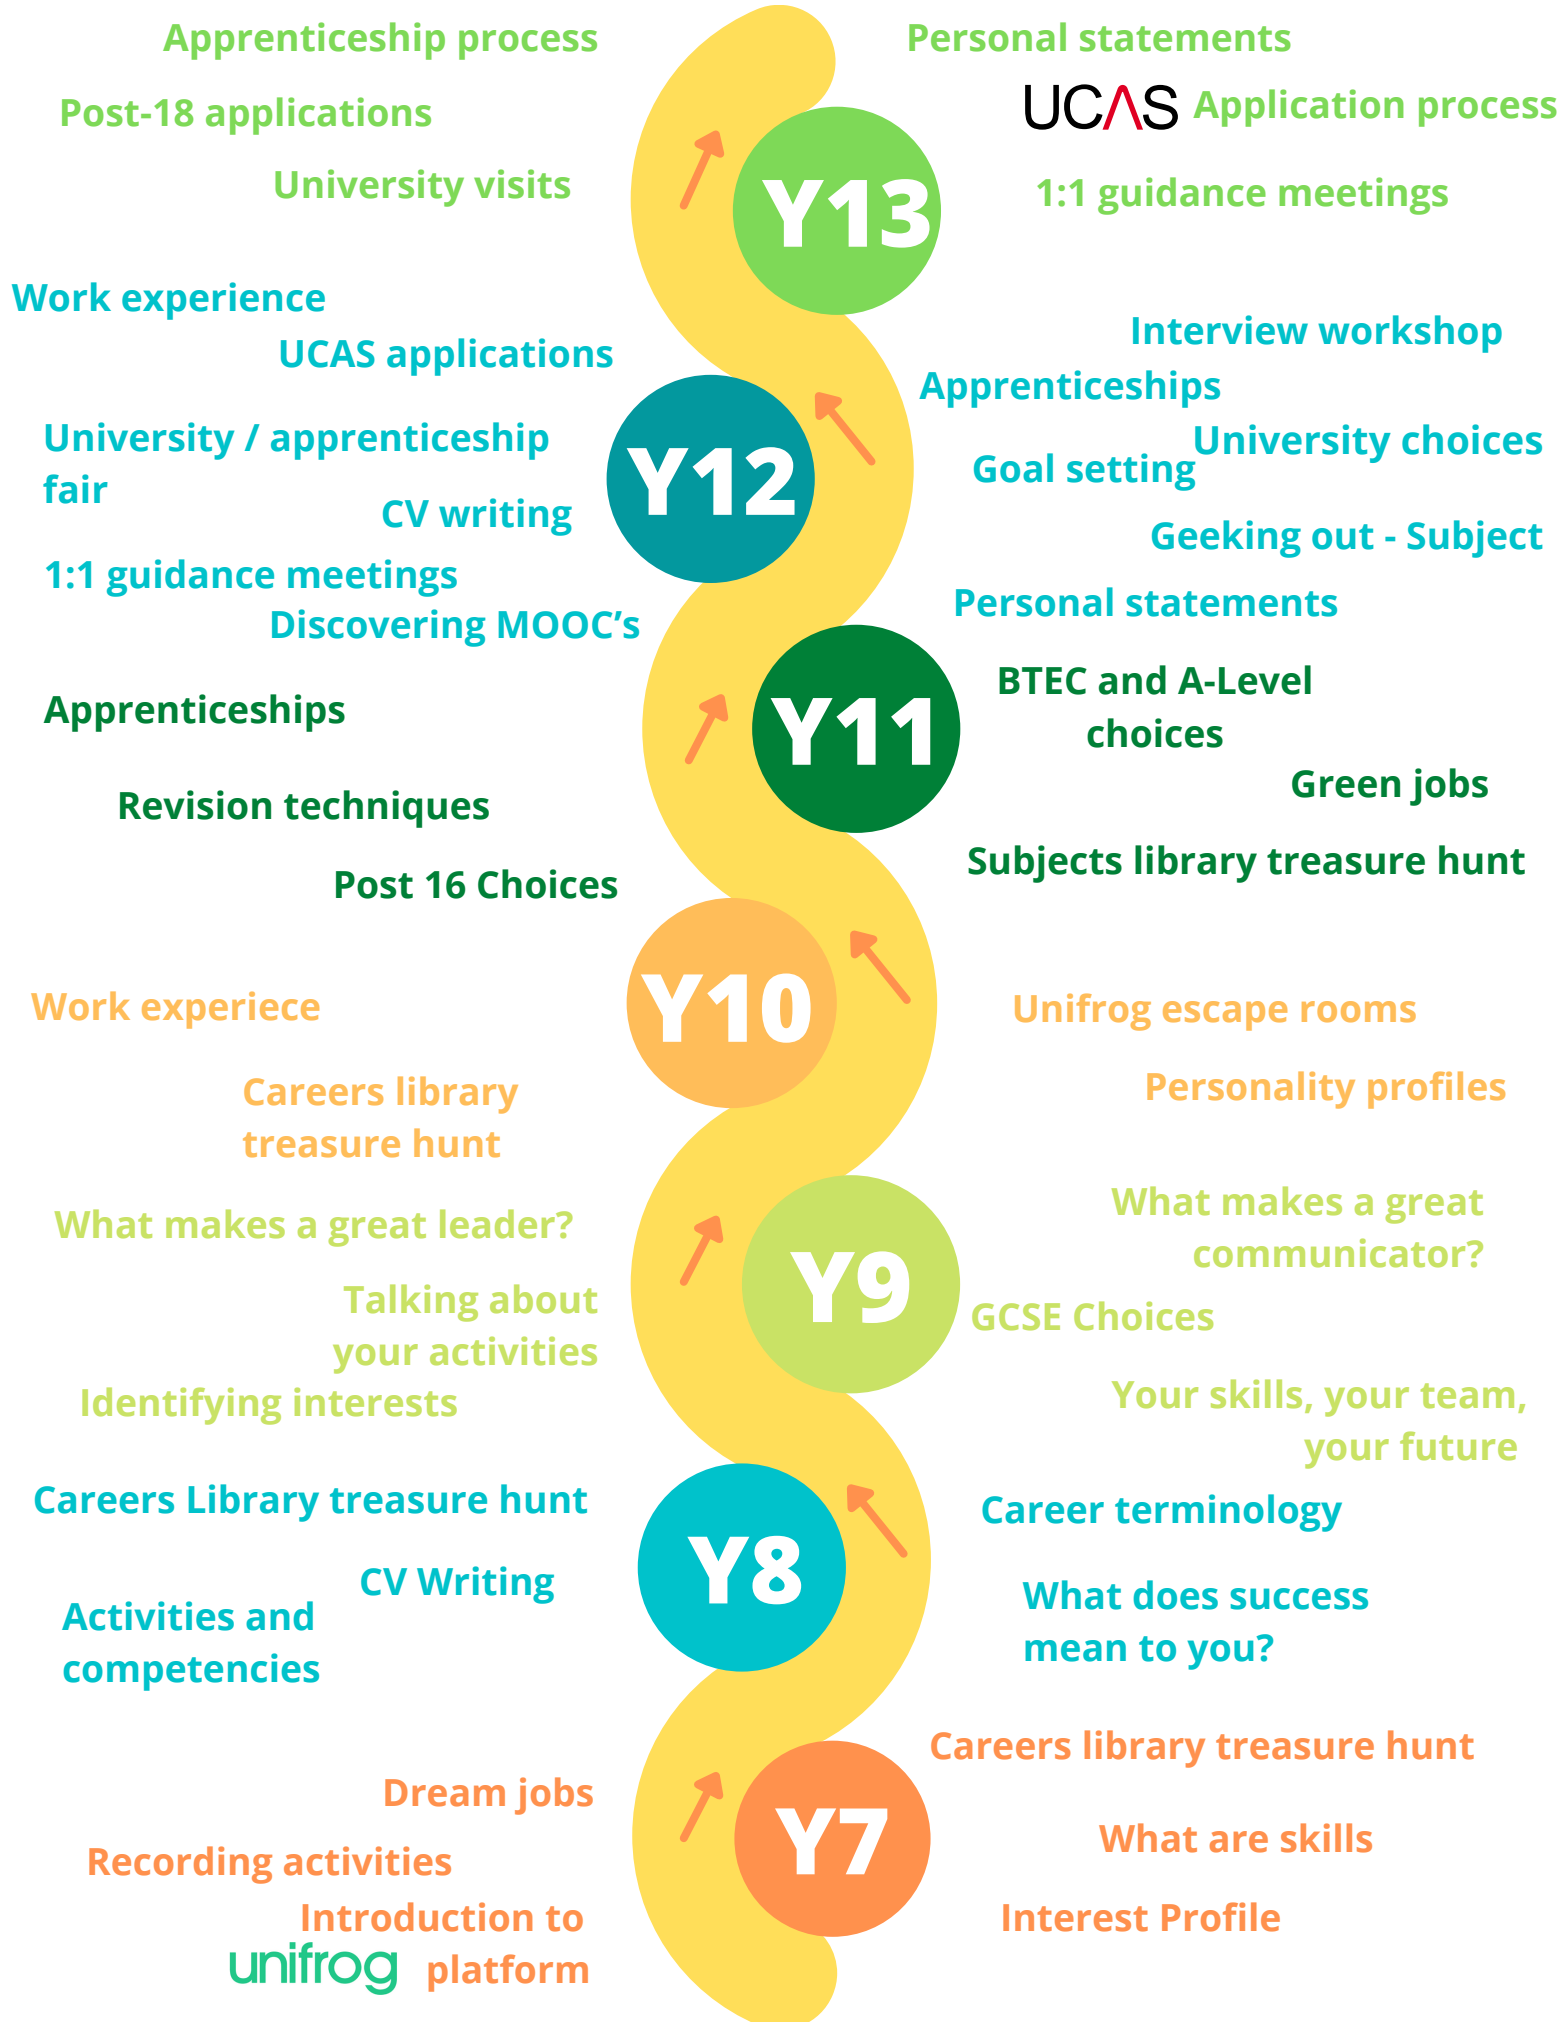 Apprenticeship process
Personal statements
Post-18 applications
UCAS Application process
University visits
1:1 guidance meetings
Y13
Work experience
Interview workshop
UCAS applications
Apprenticeships
University / apprenticeship
fair
University choices
Goal setting
Y12
CV writing
Geeking out - Subject
1:1 guidance meetings
Personal statements
Discovering MOOC’s
Apprenticeships
BTEC and A-Level
choices
Y11
Green jobs
Revision techniques
Subjects library treasure hunt
Post 16 Choices
Work experiece
Y10
Unifrog escape rooms
Careers library
treasure hunt
Personality profiles
What makes a great leader?
What makes a great
communicator?
Talking about
your activities
Y9
GCSE Choices
Identifying interests
Your skills, your team,
your future
Careers Library treasure hunt
Career terminology
CV Writing
Y8
Activities and
competencies
What does success
mean to you?
Careers library treasure hunt
Dream jobs
Y7
What are skills
Recording activities
Interest Profile
Introduction to
unifrog platform